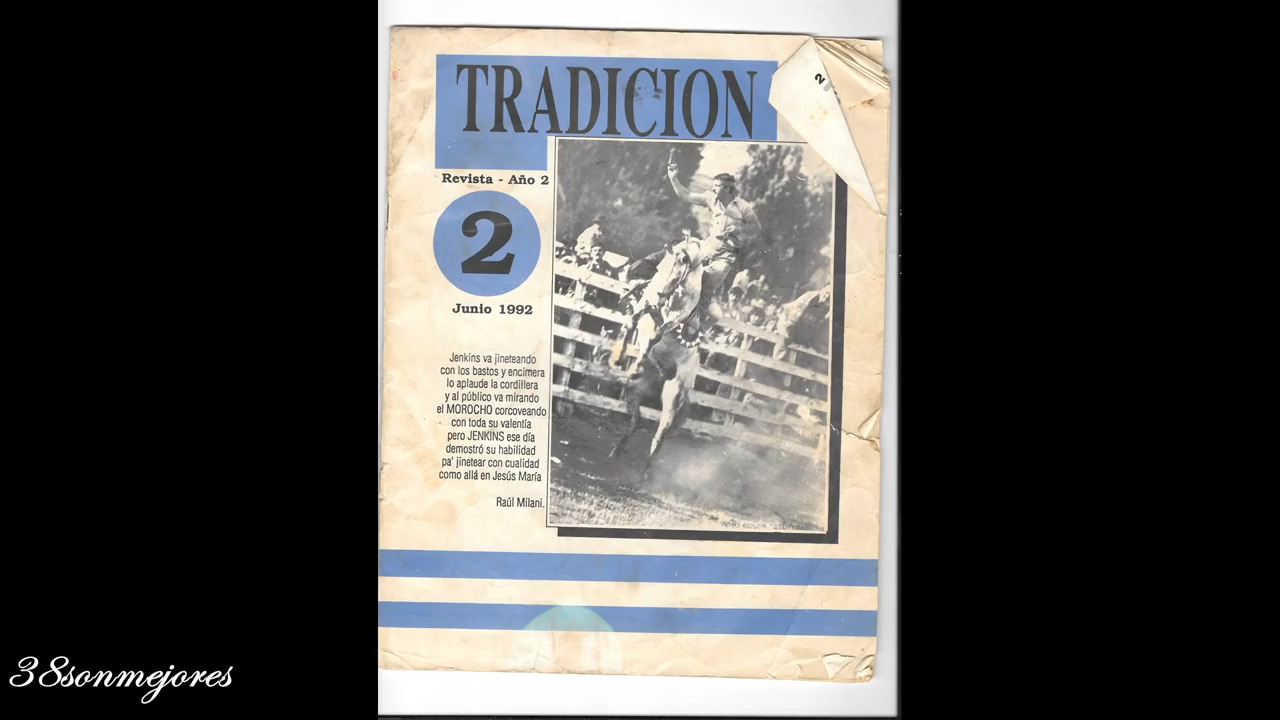 TRADICION
Revista - Año 2
2
Junio 1992
Jenkins va jineteando
con los bastos y encimera
lo aplaude la cordillera
y al público va mirando
el MOROCHO corcoveando
con toda su valentía
pero JENKINS ese día
demostró su habilidad
pa' jinetear con cualidad
como allá en Jesús María
Raúl Milani.
2
38sonmejores